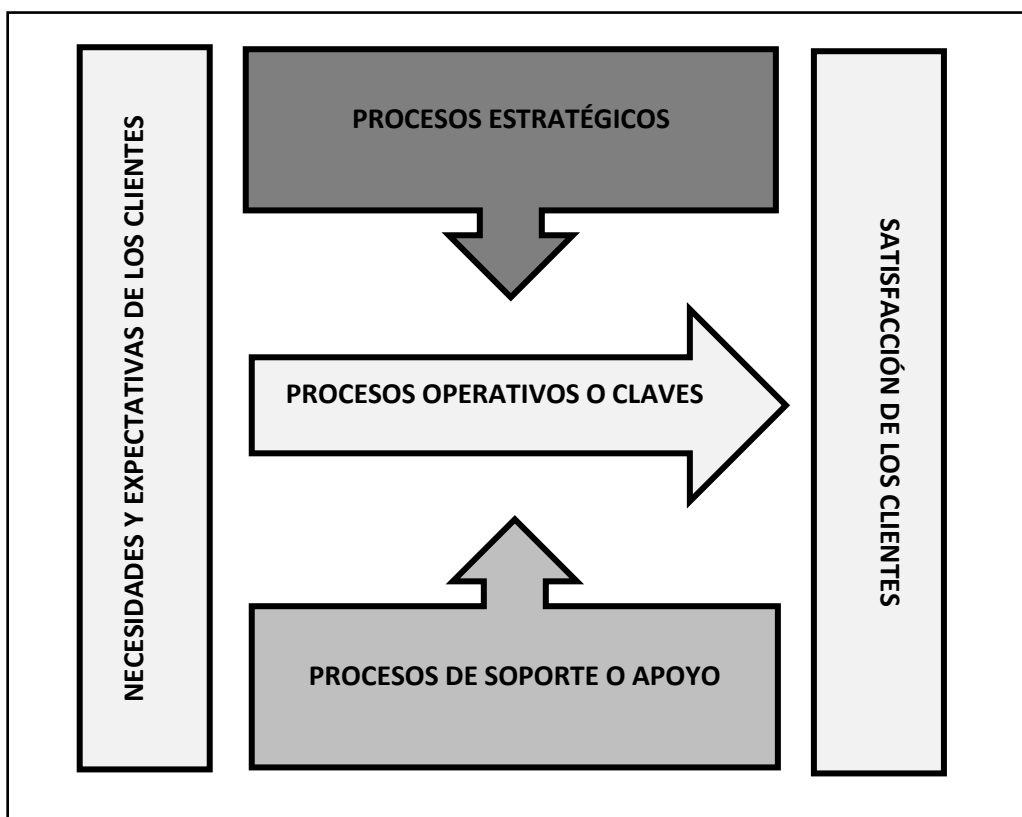 NECESIDADES Y EXPECTATIVAS DE LOS CLIENTES
PROCESOS ESTRATÉGICOS
PROCESOS OPERATIVOS O CLAVES
PROCESOS DE SOPORTE O APOYO
SATISFACCIÓN DE LOS CLIENTES